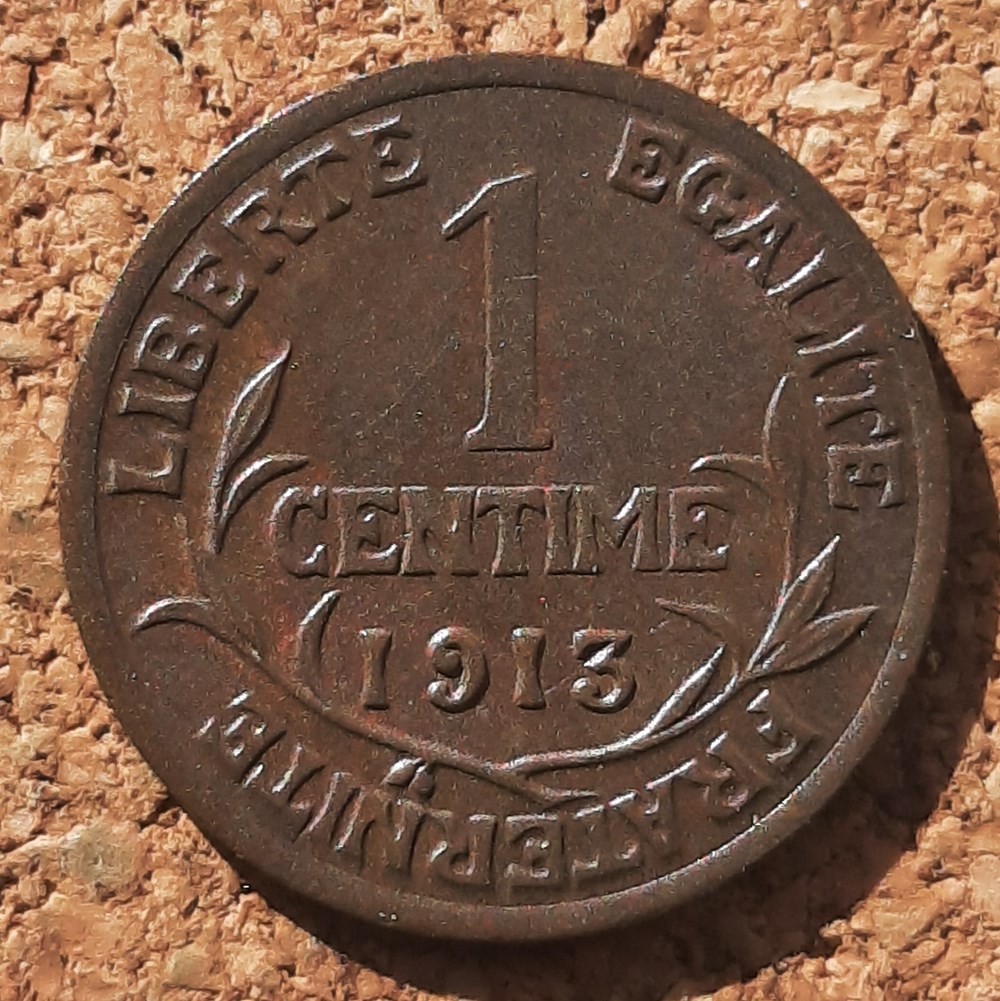 LIBERTE EGALITE FRATERNITE
1
CENTIME
1913